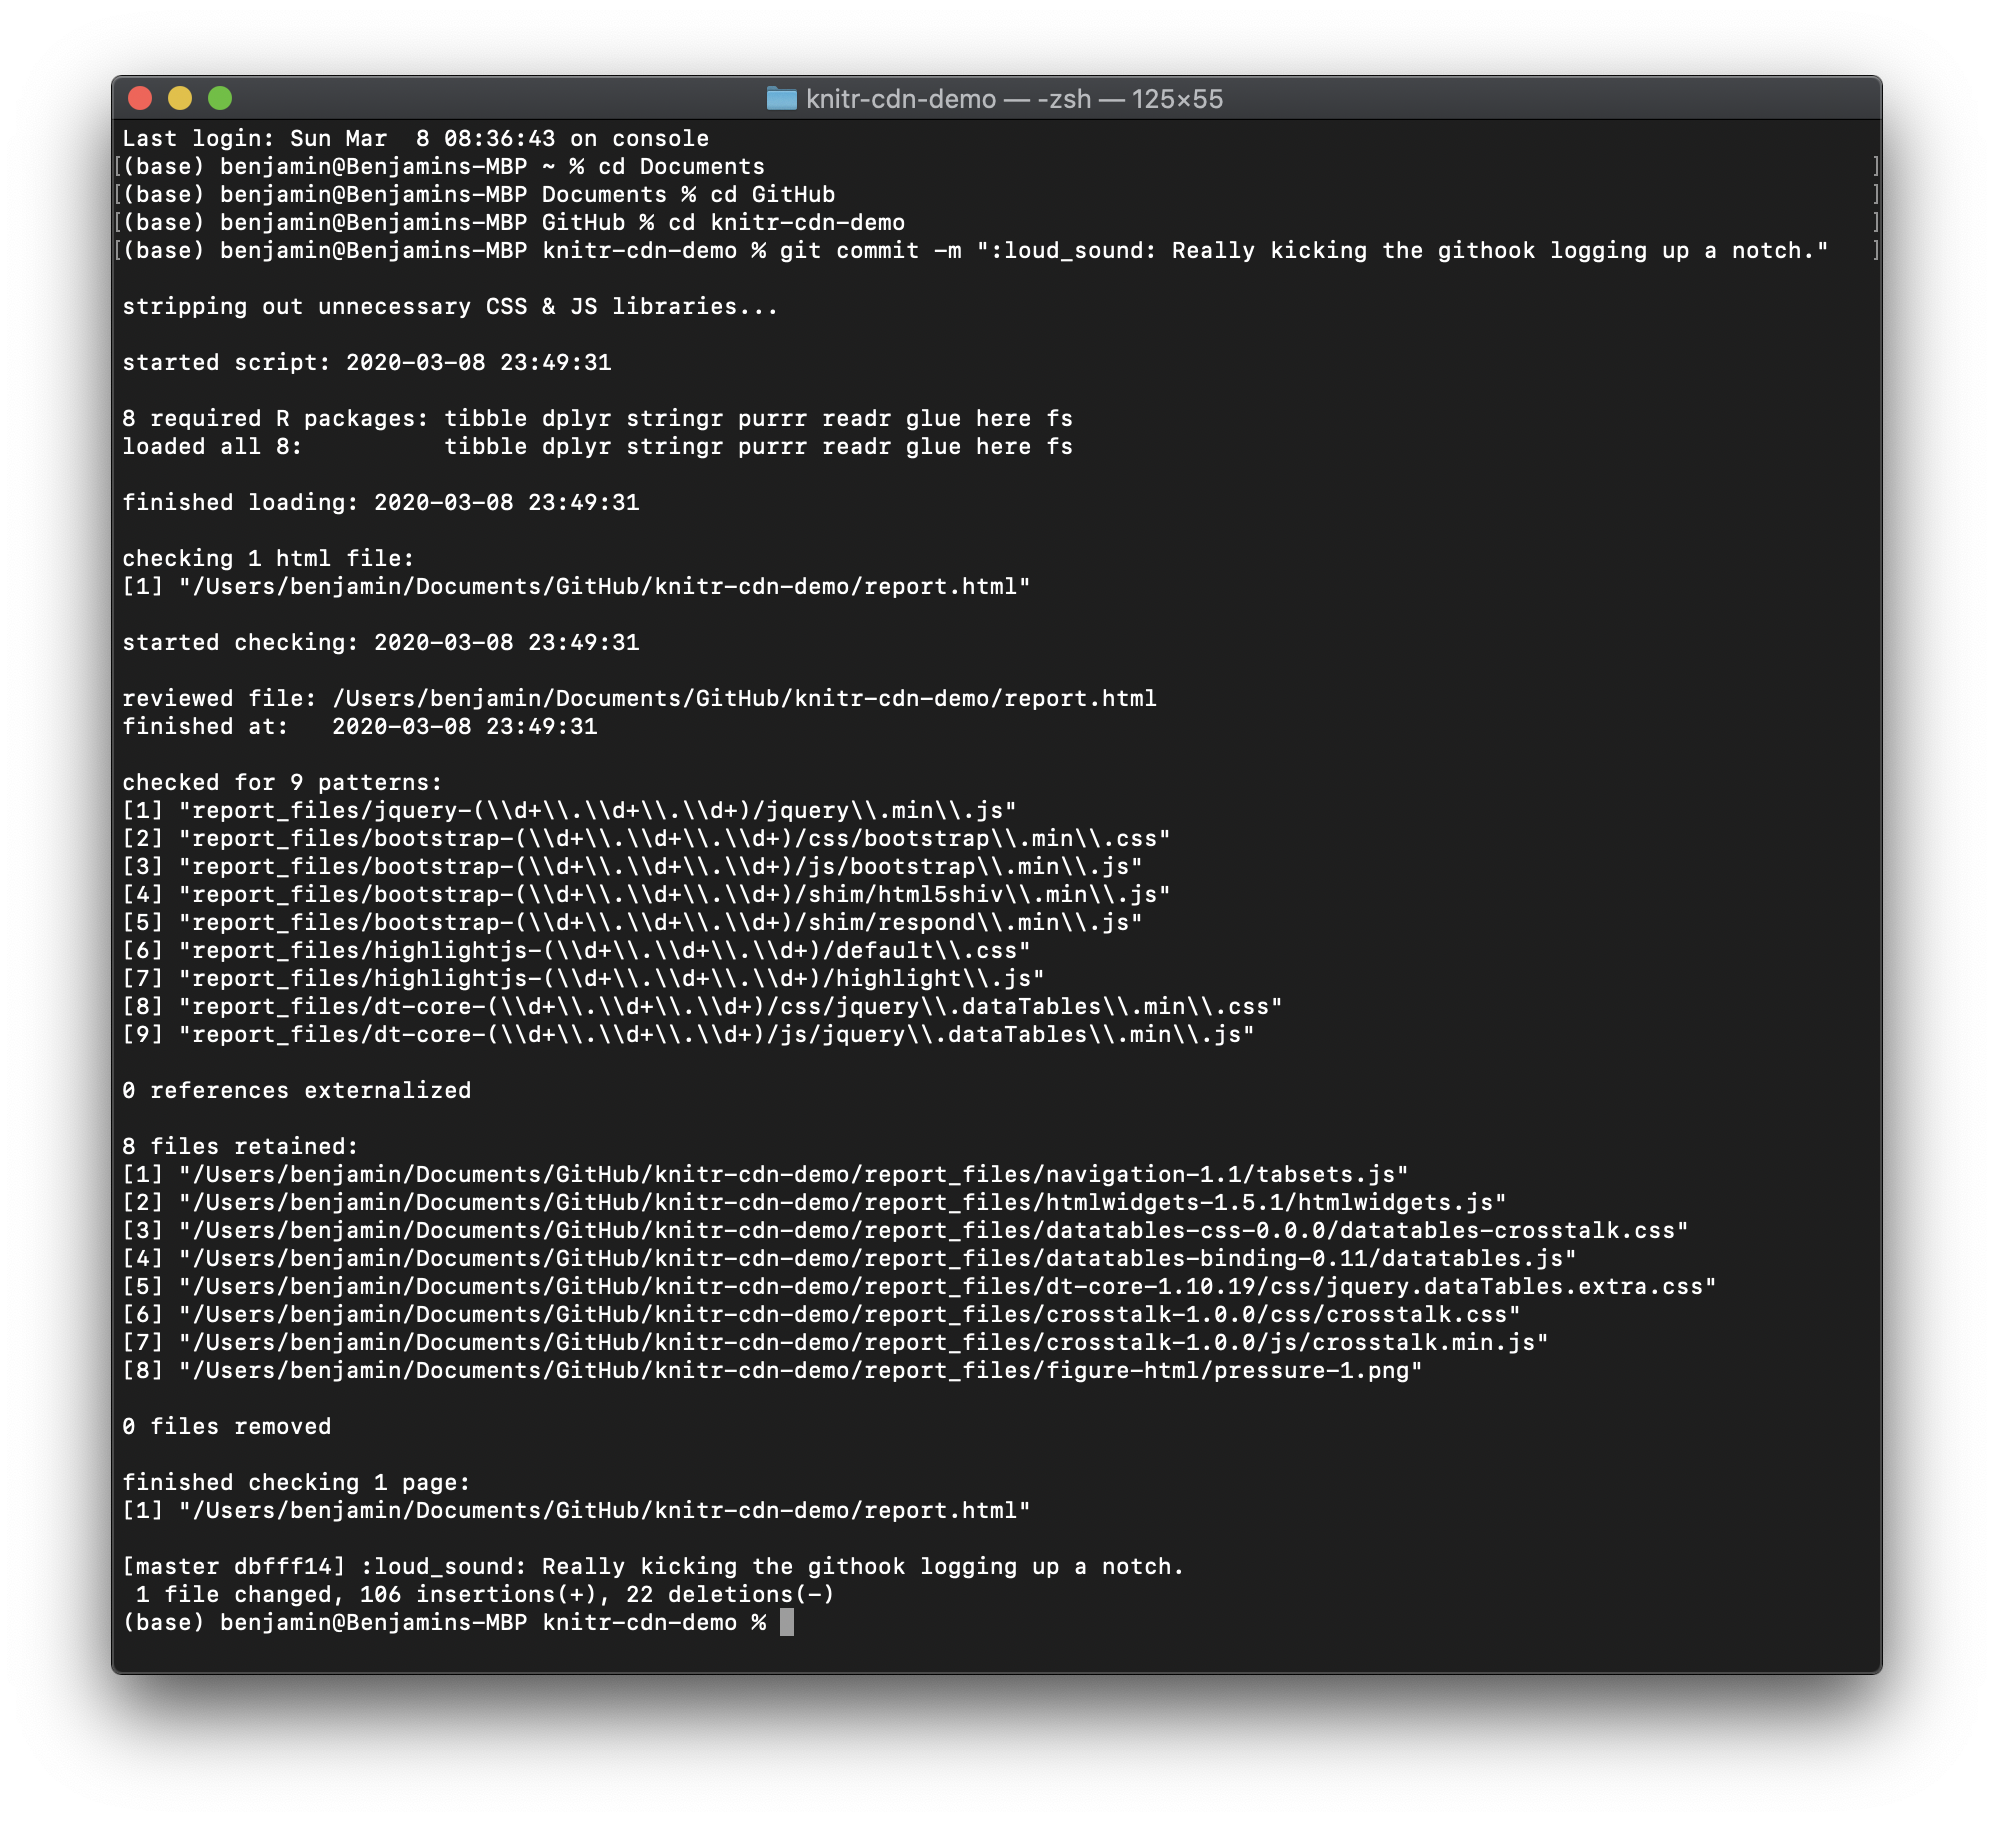 knitr-cdn-demo — -zsh — 125×55
Last login: Sun Mar  8 08:36:43 on console
[(base) benjamin@Benjamins-MBP ~ % cd Documents ]
[(base) benjamin@Benjamins-MBP Documents % cd GitHub ]
[(base) benjamin@Benjamins-MBP GitHub % cd knitr-cdn-demo ]
[(base) benjamin@Benjamins-MBP knitr-cdn-demo % git commit -m ":loud_sound: Really kicking the githook logging up a notch." ]
stripping out unnecessary CSS & JS libraries...
started script: 2020-03-08 23:49:31
8 required R packages: tibble dplyr stringr purrr readr glue here fs
loaded all 8:          tibble dplyr stringr purrr readr glue here fs
finished loading: 2020-03-08 23:49:31
checking 1 html file:
[1] "/Users/benjamin/Documents/GitHub/knitr-cdn-demo/report.html"
started checking: 2020-03-08 23:49:31
reviewed file: /Users/benjamin/Documents/GitHub/knitr-cdn-demo/report.html
finished at:   2020-03-08 23:49:31
checked for 9 patterns:
[1] "report_files/jquery-(\\d+\\.\\d+\\.\\d+)/jquery\\.min\\.js"
[2] "report_files/bootstrap-(\\d+\\.\\d+\\.\\d+)/css/bootstrap\\.min\\.css"
[3] "report_files/bootstrap-(\\d+\\.\\d+\\.\\d+)/js/bootstrap\\.min\\.js"
[4] "report_files/bootstrap-(\\d+\\.\\d+\\.\\d+)/shim/html5shiv\\.min\\.js"
[5] "report_files/bootstrap-(\\d+\\.\\d+\\.\\d+)/shim/respond\\.min\\.js"
[6] "report_files/highlightjs-(\\d+\\.\\d+\\.\\d+)/default\\.css"
[7] "report_files/highlightjs-(\\d+\\.\\d+\\.\\d+)/highlight\\.js"
[8] "report_files/dt-core-(\\d+\\.\\d+\\.\\d+)/css/jquery\\.dataTables\\.min\\.css"
[9] "report_files/dt-core-(\\d+\\.\\d+\\.\\d+)/js/jquery\\.dataTables\\.min\\.js"
0 references externalized
8 files retained:
[1] "/Users/benjamin/Documents/GitHub/knitr-cdn-demo/report_files/navigation-1.1/tabsets.js"
[2] "/Users/benjamin/Documents/GitHub/knitr-cdn-demo/report_files/htmlwidgets-1.5.1/htmlwidgets.js"
[3] "/Users/benjamin/Documents/GitHub/knitr-cdn-demo/report_files/datatables-css-0.0.0/datatables-crosstalk.css"
[4] "/Users/benjamin/Documents/GitHub/knitr-cdn-demo/report_files/datatables-binding-0.11/datatables.js"
[5] "/Users/benjamin/Documents/GitHub/knitr-cdn-demo/report_files/dt-core-1.10.19/css/jquery.dataTables.extra.css"
[6] "/Users/benjamin/Documents/GitHub/knitr-cdn-demo/report_files/crosstalk-1.0.0/css/crosstalk.css"
[7] "/Users/benjamin/Documents/GitHub/knitr-cdn-demo/report_files/crosstalk-1.0.0/js/crosstalk.min.js"
[8] "/Users/benjamin/Documents/GitHub/knitr-cdn-demo/report_files/figure-html/pressure-1.png"
0 files removed
finished checking 1 page:
[1] "/Users/benjamin/Documents/GitHub/knitr-cdn-demo/report.html"
[master dbfff14] :loud_sound: Really kicking the githook logging up a notch.
 1 file changed, 106 insertions(+), 22 deletions(-)
(base) benjamin@Benjamins-MBP knitr-cdn-demo %